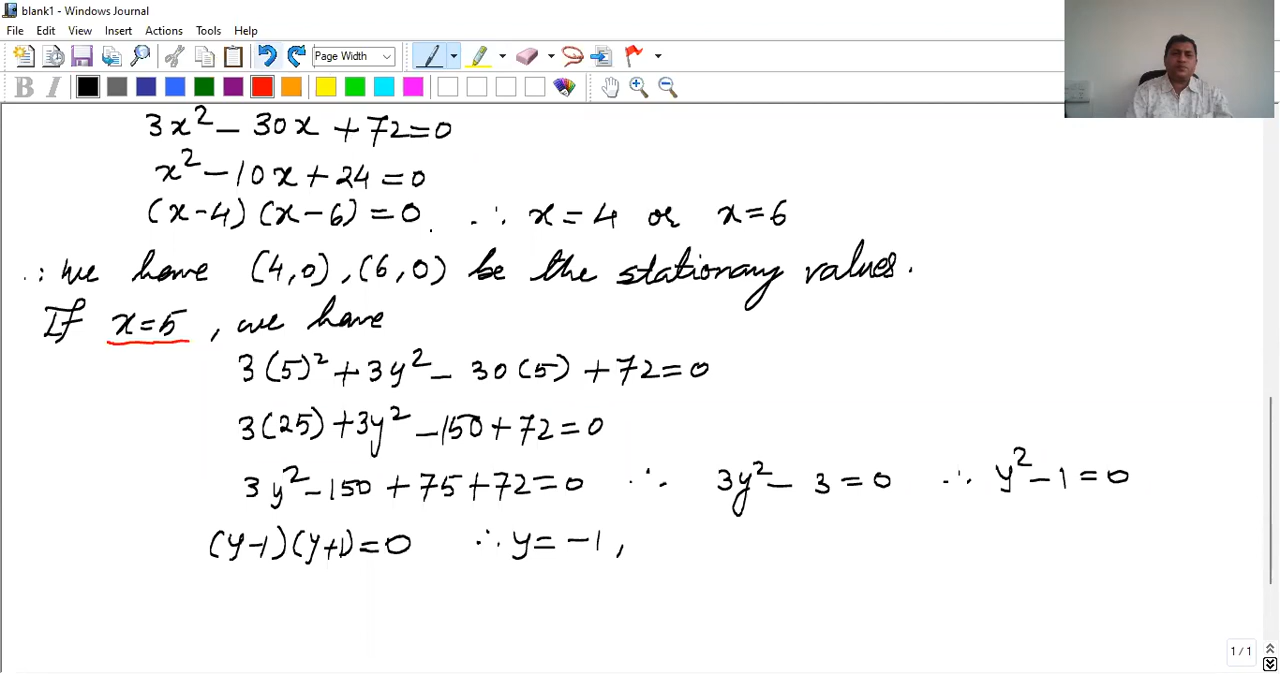 blank1 - Windows Journal
File Edit View Insert Actions Tools Help
Page Width
B I
3x² - 30x + 72 = 0
x² - 10x + 24 = 0
(x-4) (x-6) = 0 . ∴ x = 4 or x = 6
∴ we have (4,0), (6,0) be the stationary values.
If x=5, we have
3(5)² + 3y² - 30(5) + 72 = 0
3(25) + 3y² - 150 + 72 = 0
3y² - 150 + 75 + 72 = 0 ∴ 3y² - 3 = 0 ∴ y² - 1 = 0
(y-1)(y+1) = 0 ∴ y = -1,
1 / 1